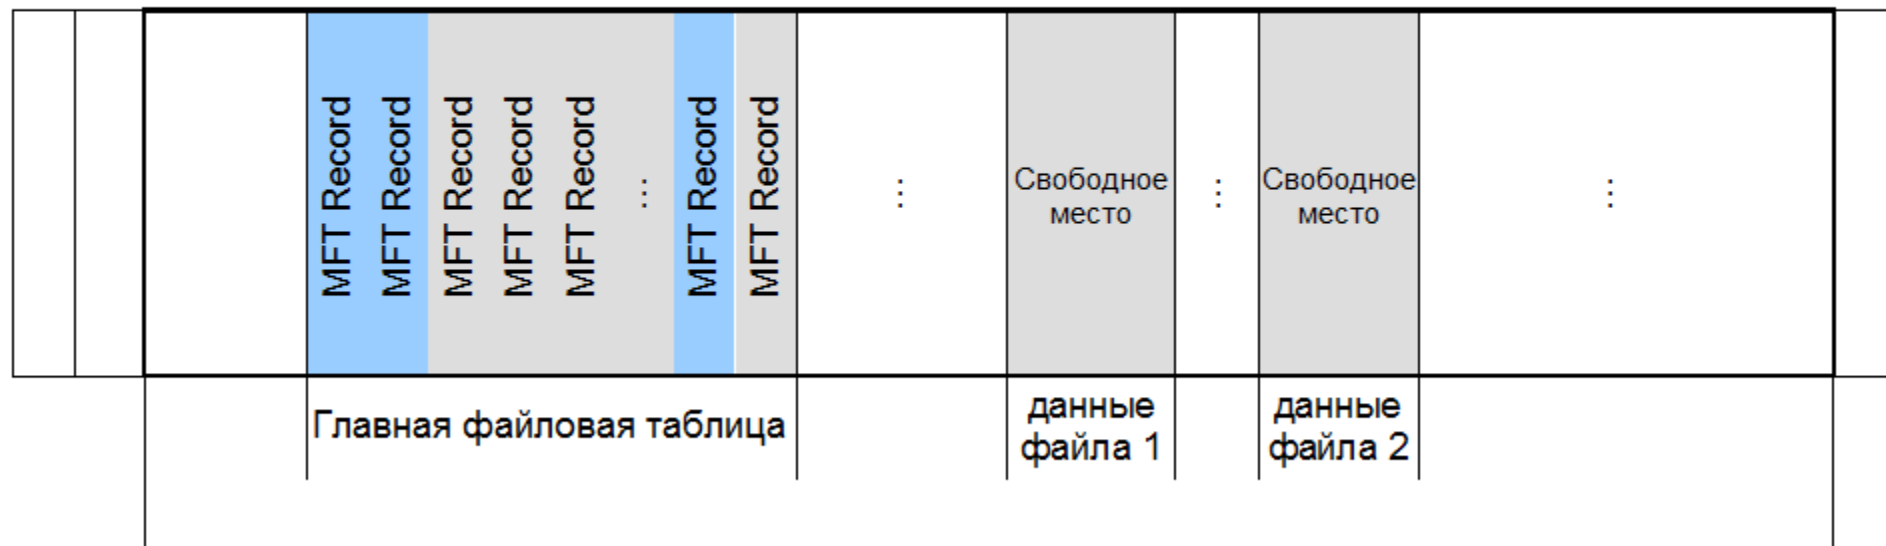 MFT Record
MFT Record
MFT Record
MFT Record
MFT Record
...
MFT Record
MFT Record
...
Свободное
место
...
Свободное
место
...
Главная файловая таблица
данные
файла 1
данные
файла 2